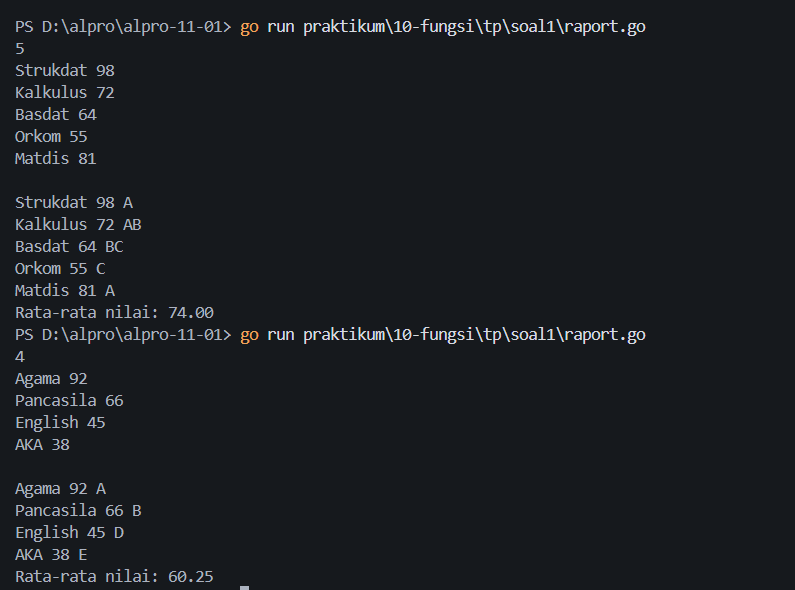 PS D:\alpro\alpro-11-01> go run praktikum\10-fungsi\tp\soal1\raport.go
5
Strukdat 98
Kalkulus 72
Basdat 64
Orkom 55
Matdis 81

Strukdat 98 A
Kalkulus 72 AB
Basdat 64 BC
Orkom 55 C
Matdis 81 A
Rata-rata nilai: 74.00
PS D:\alpro\alpro-11-01> go run praktikum\10-fungsi\tp\soal1\raport.go
4
Agama 92
Pancasila 66
English 45
AKA 38

Agama 92 A
Pancasila 66 B
English 45 D
AKA 38 E
Rata-rata nilai: 60.25